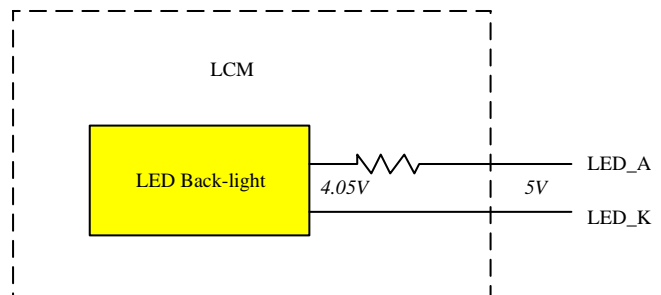 LCM
LED Back-light
4.05V
5V
LED_A
LED_K